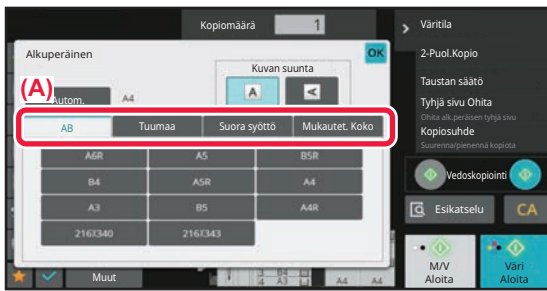 Kopiomäärä 1
Alkuperäinen
OK
Kuvan suunta
(A)
Autom. A4
A A
AB Tuumaa Suora syöttö Mukautet. Koko
A6R A5 B5R
B4 A5R A4
A3 B5 A4R
216X340 216X343
Muut
A4 A4
Väritila
2-Puol.Kopio
Taustan säätö
Tyhjä sivu Ohita
Ohita alk.peräisen tyhjä sivu
Kopiosuhde
Suurenna/pienennä kopiota
Vedoskopiointi
Esikatselu CA
M/V Aloita
Väri Aloita